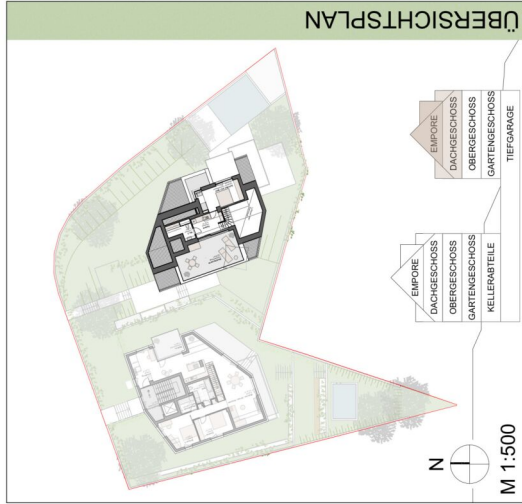 ÜBERSICHTSPLAN
EMPORE
DACHGESCHOSS
OBERGESCHOSS
GARTENGESCHOSS
TIEFGARAGE
EMPORE
DACHGESCHOSS
OBERGESCHOSS
GARTENGESCHOSS
KELLERABTEILE
N
M 1:500